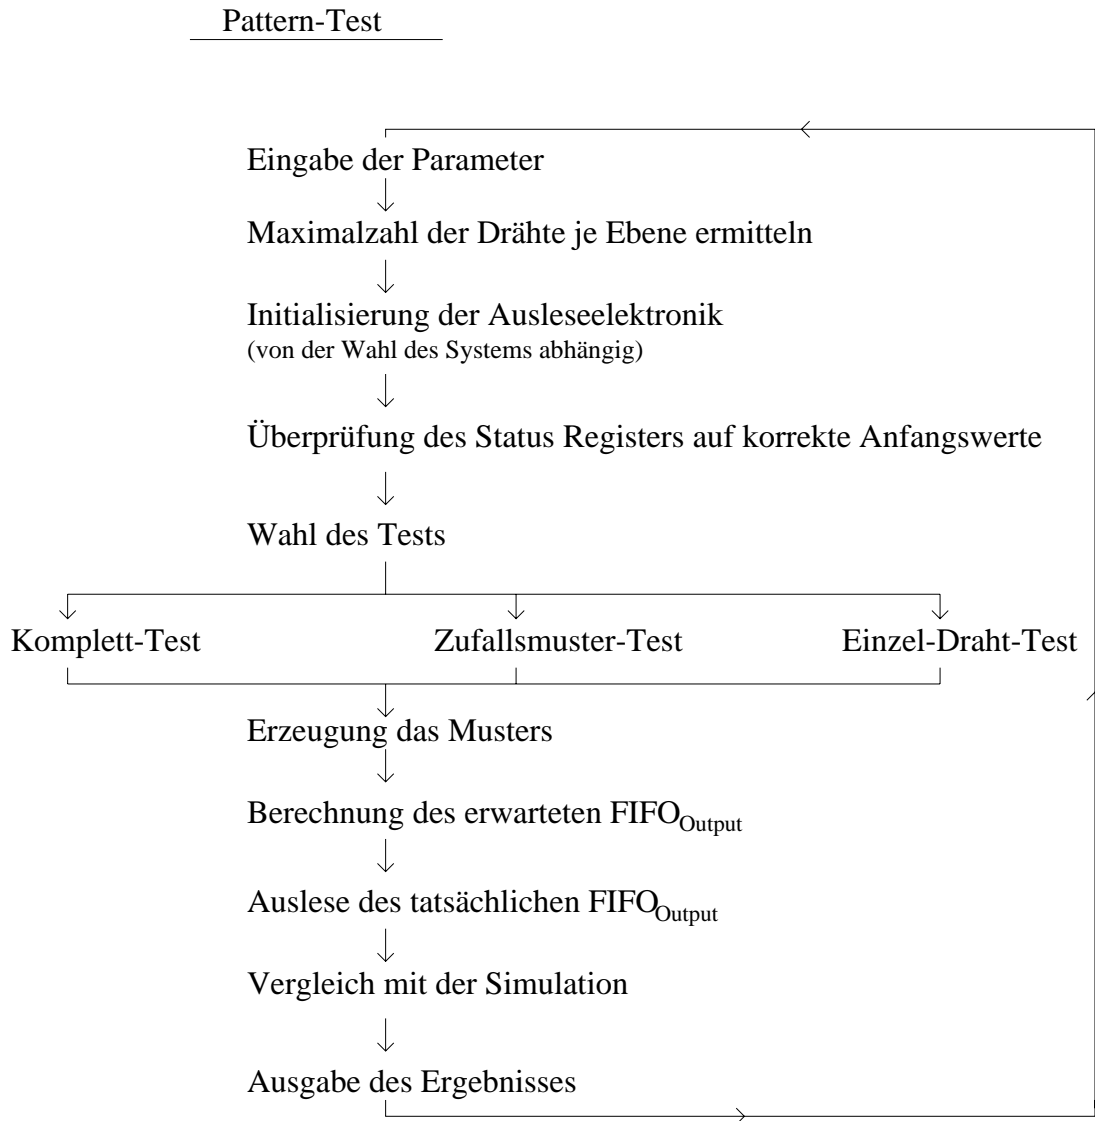 Pattern-Test
Eingabe der Parameter
Maximalzahl der Drähte je Ebene ermitteln
Initialisierung der Ausleseelektronik
(von der Wahl des Systems abhängig)
Überprüfung des Status Registers auf korrekte Anfangswerte
Wahl des Tests
Komplett-Test Zufallsmuster-Test Einzel-Draht-Test
Erzeugung das Musters
Berechnung des erwarteten FIFOOutput
Auslese des tatsächlichen FIFOOutput
Vergleich mit der Simulation
Ausgabe des Ergebnisses